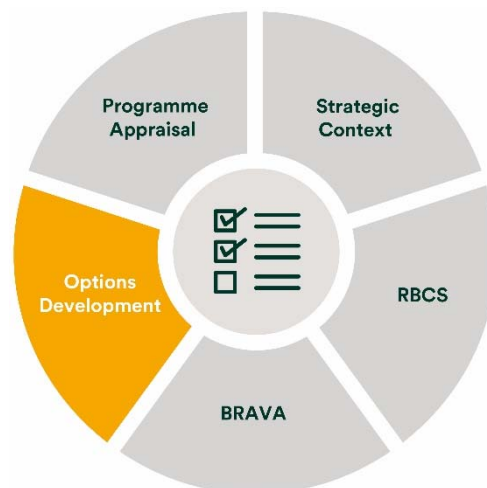 Programme
Appraisal
Strategic
Context
Options
Development
RBCS
BRAVA